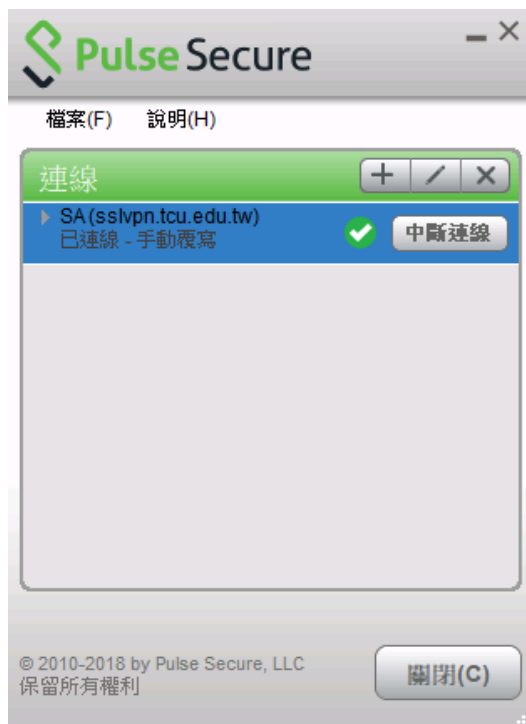 Pulse Secure
檔案(F) 說明(H)
連線
SA(sslvpn.tcu.edu.tw)
已連線 - 手動覆寫
中斷連線
© 2010-2018 by Pulse Secure, LLC
保留所有權利
關閉(C)